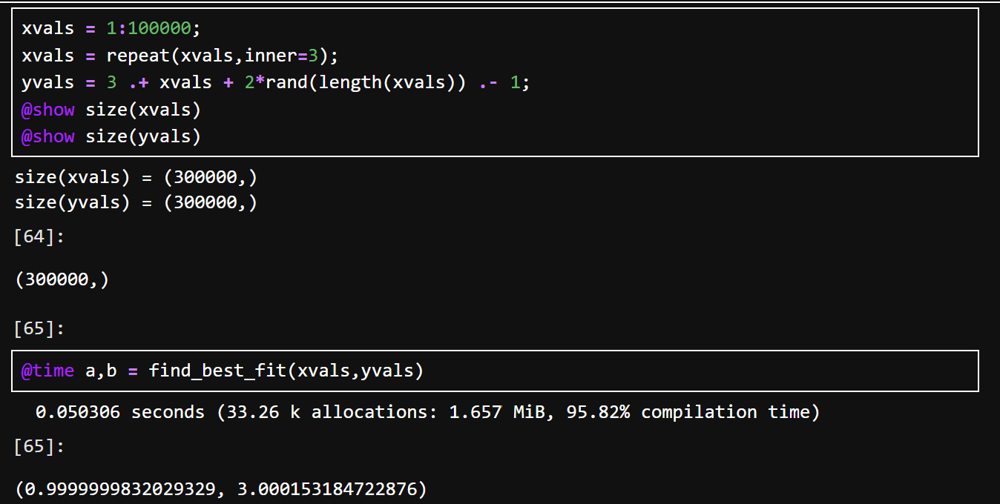 xvals = 1:100000;
xvals = repeat(xvals,inner=3);
yvals = 3 .+ xvals + 2*rand(length(xvals)) .- 1;
@show size(xvals)
@show size(yvals)
size(xvals) = (300000,)
size(yvals) = (300000,)
[64]:
(300000,)
[65]:
@time a,b = find_best_fit(xvals,yvals)
0.050306 seconds (33.26 k allocations: 1.657 MiB, 95.82% compilation time)
[65]:
(0.9999999832029329, 3.000153184722876)